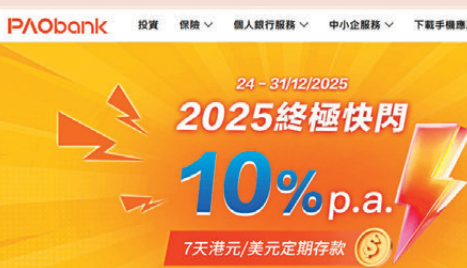 PAObank 投資 保險 個人銀行服務 中小企服務 下載手機應
24 – 31/12/2025
2025終極快閃
10% p.a.
7天港元/美元定期存款